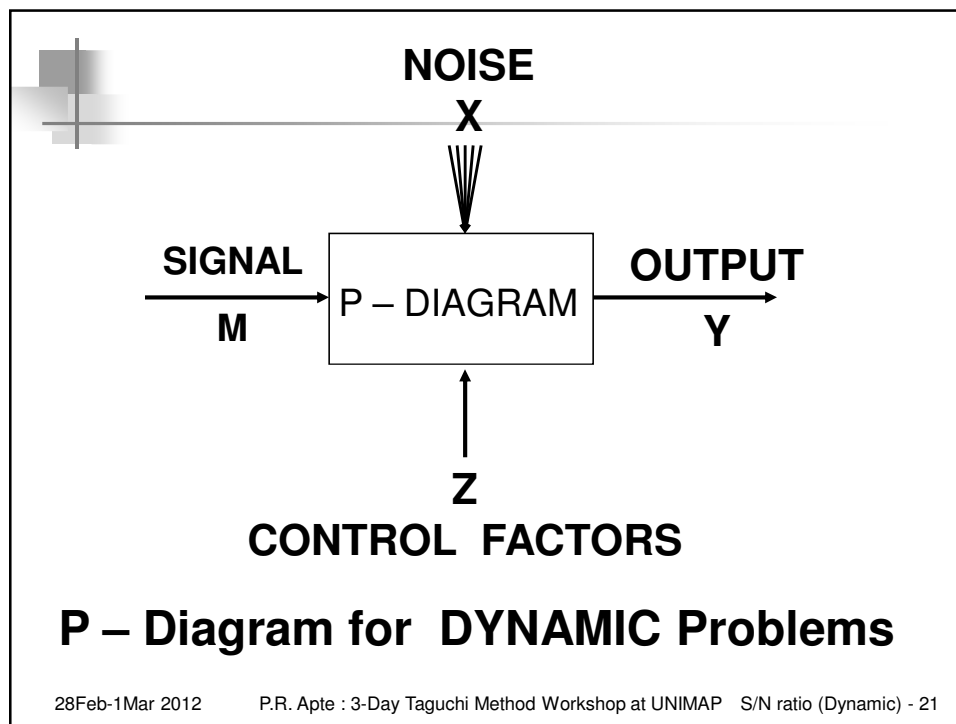 NOISE
X
SIGNAL
M
P – DIAGRAM
OUTPUT
Y
Z
CONTROL FACTORS
P – Diagram for DYNAMIC Problems
28Feb-1Mar 2012 P.R. Apte : 3-Day Taguchi Method Workshop at UNIMAP S/N ratio (Dynamic) - 21